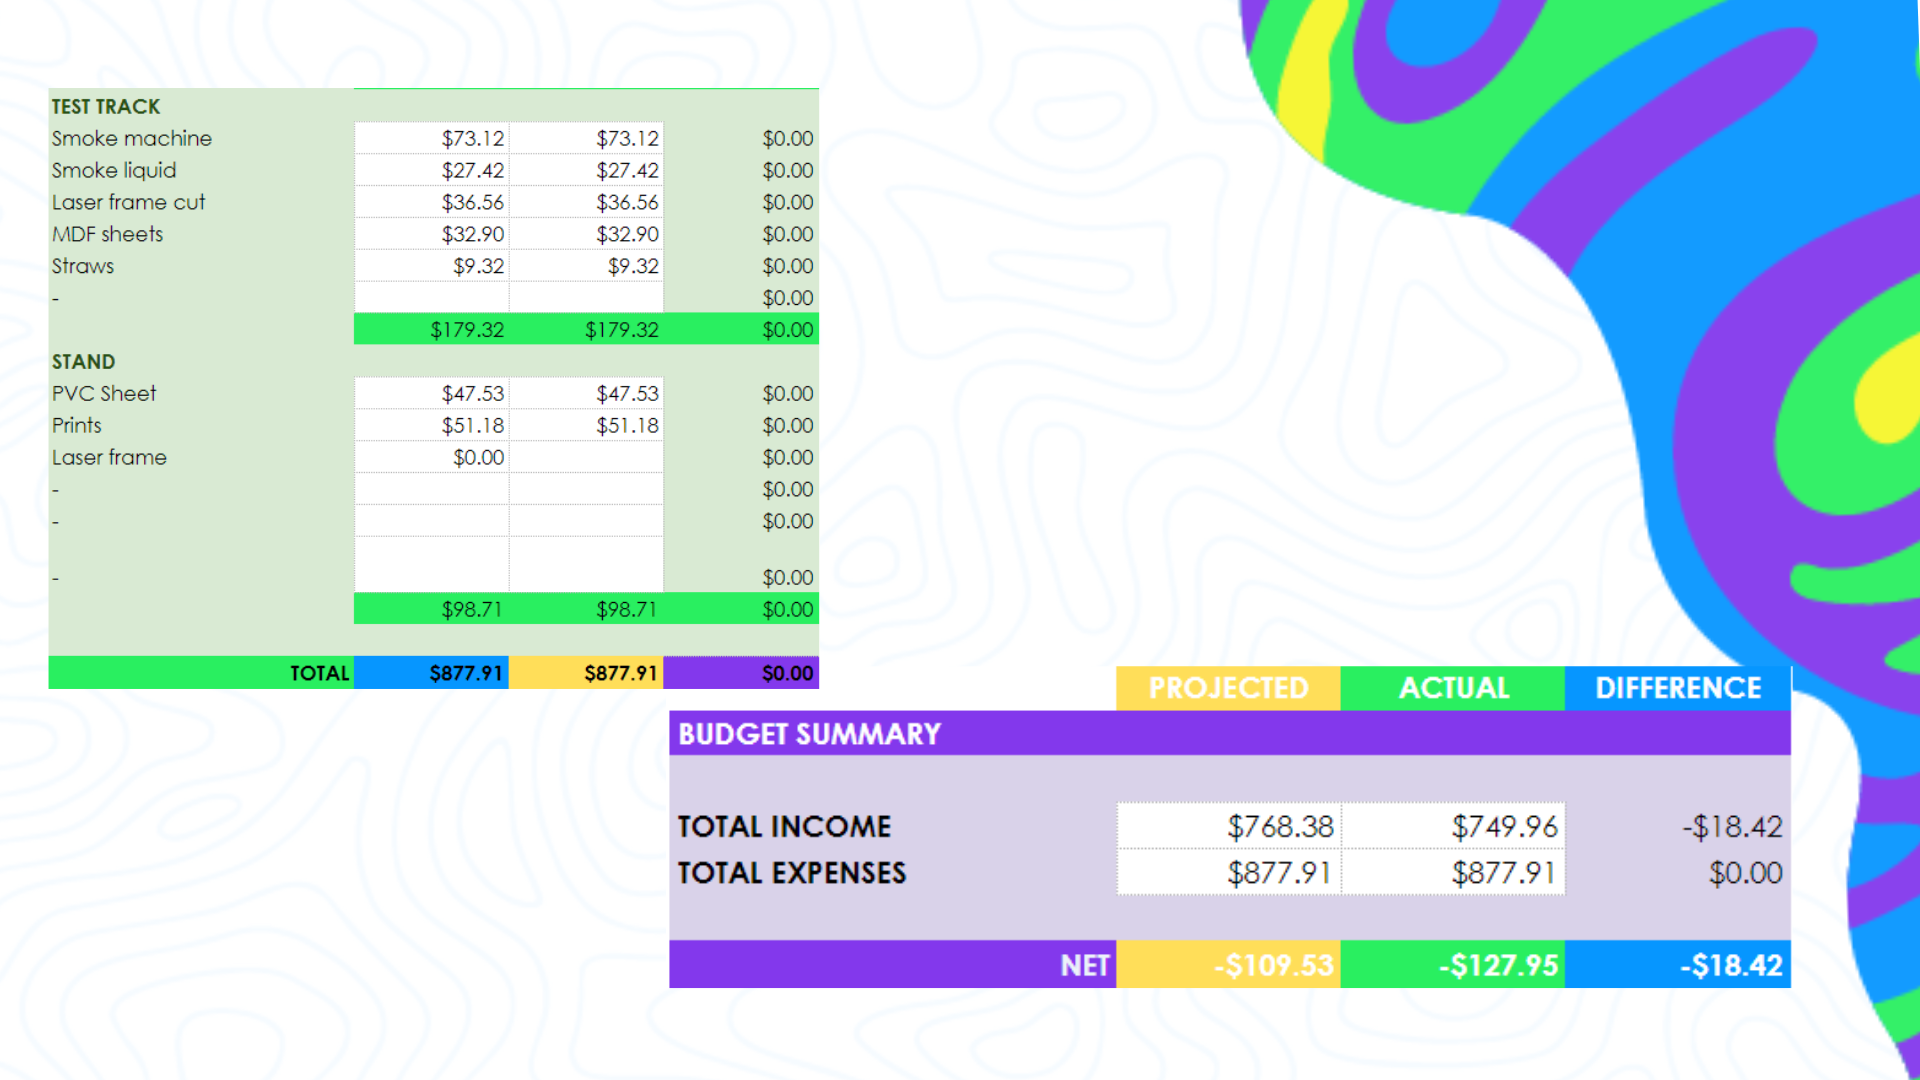 TEST TRACK
Smoke machine $73.12 $73.12 $0.00
Smoke liquid $27.42 $27.42 $0.00
Laser frame cut $36.56 $36.56 $0.00
MDF sheets $32.90 $32.90 $0.00
Straws $9.32 $9.32 $0.00
- $0.00
$179.32 $179.32 $0.00
STAND
PVC Sheet $47.53 $47.53 $0.00
Prints $51.18 $51.18 $0.00
Laser frame $0.00 $0.00
- $0.00
- $0.00
- $0.00
$98.71 $98.71 $0.00
TOTAL $877.91 $877.91 $0.00
PROJECTED ACTUAL DIFFERENCE
BUDGET SUMMARY
TOTAL INCOME $768.38 $749.96 -$18.42
TOTAL EXPENSES $877.91 $877.91 $0.00
NET -$109.53 -$127.95 -$18.42